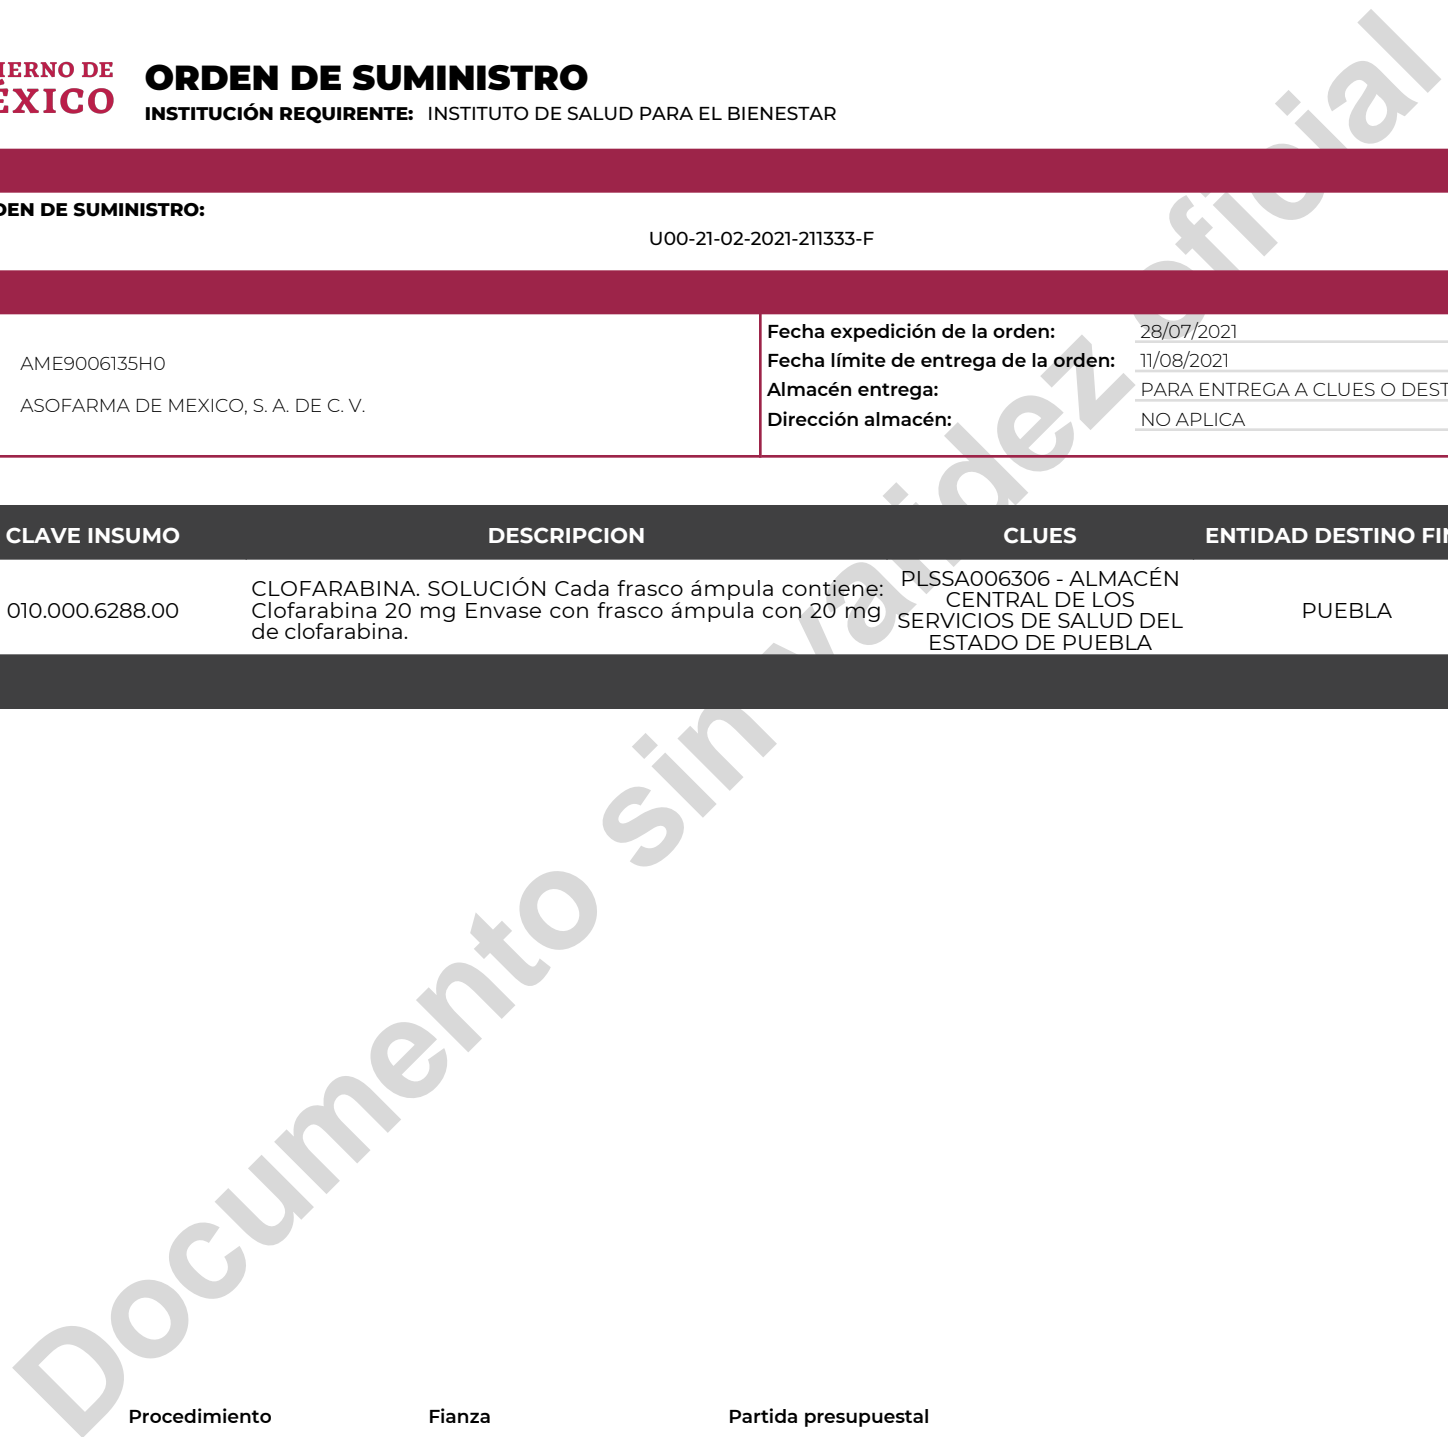 IERNO DE
ÉXICO
ORDEN DE SUMINISTRO
INSTITUCIÓN REQUIRENTE: INSTITUTO DE SALUD PARA EL BIENESTAR
DEN DE SUMINISTRO:
U00-21-02-2021-211333-F
AME9006135H0
ASOFARMA DE MEXICO, S. A. DE C. V.
Fecha expedición de la orden: 28/07/2021
Fecha límite de entrega de la orden: 11/08/2021
Almacén entrega: PARA ENTREGA A CLUES O DEST
Dirección almacén: NO APLICA
CLAVE INSUMO DESCRIPCION CLUES ENTIDAD DESTINO FIN
010.000.6288.00
CLOFARABINA. SOLUCIÓN Cada frasco ámpula contiene:
Clofarabina 20 mg Envase con frasco ámpula con 20 mg
de clofarabina.
PLSSA006306 - ALMACÉN
CENTRAL DE LOS
SERVICIOS DE SALUD DEL
ESTADO DE PUEBLA
PUEBLA
Documento sin validez oficial
Procedimiento Fianza Partida presupuestal